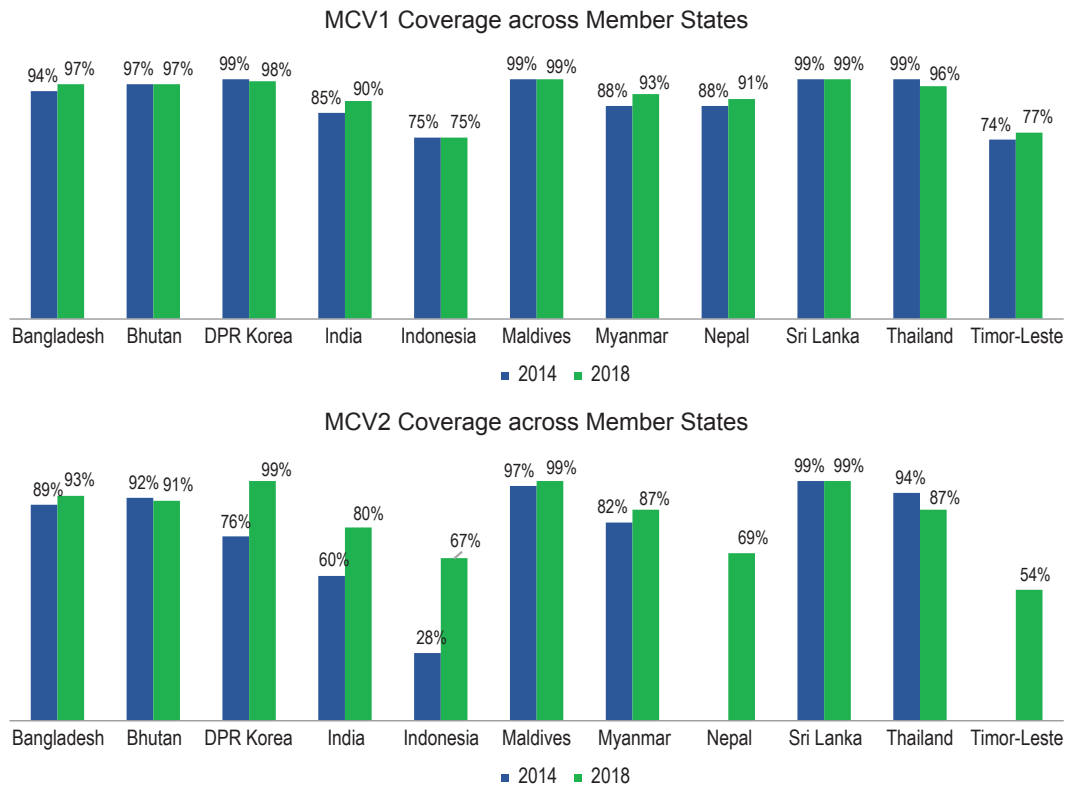 MCV1 Coverage across Member States
94% 97% 97% 97% 99% 98% 85% 90% 75% 75% 99% 99% 88% 93% 88% 91% 99% 99% 99% 96% 74% 77%
Bangladesh Bhutan DPR Korea India Indonesia Maldives Myanmar Nepal Sri Lanka Thailand Timor-Leste
2014 2018
MCV2 Coverage across Member States
89% 93% 92% 91% 76% 99% 60% 80% 28% 67% 97% 99% 82% 87% 69% 99% 99% 94% 87% 54%
Bangladesh Bhutan DPR Korea India Indonesia Maldives Myanmar Nepal Sri Lanka Thailand Timor-Leste
2014 2018